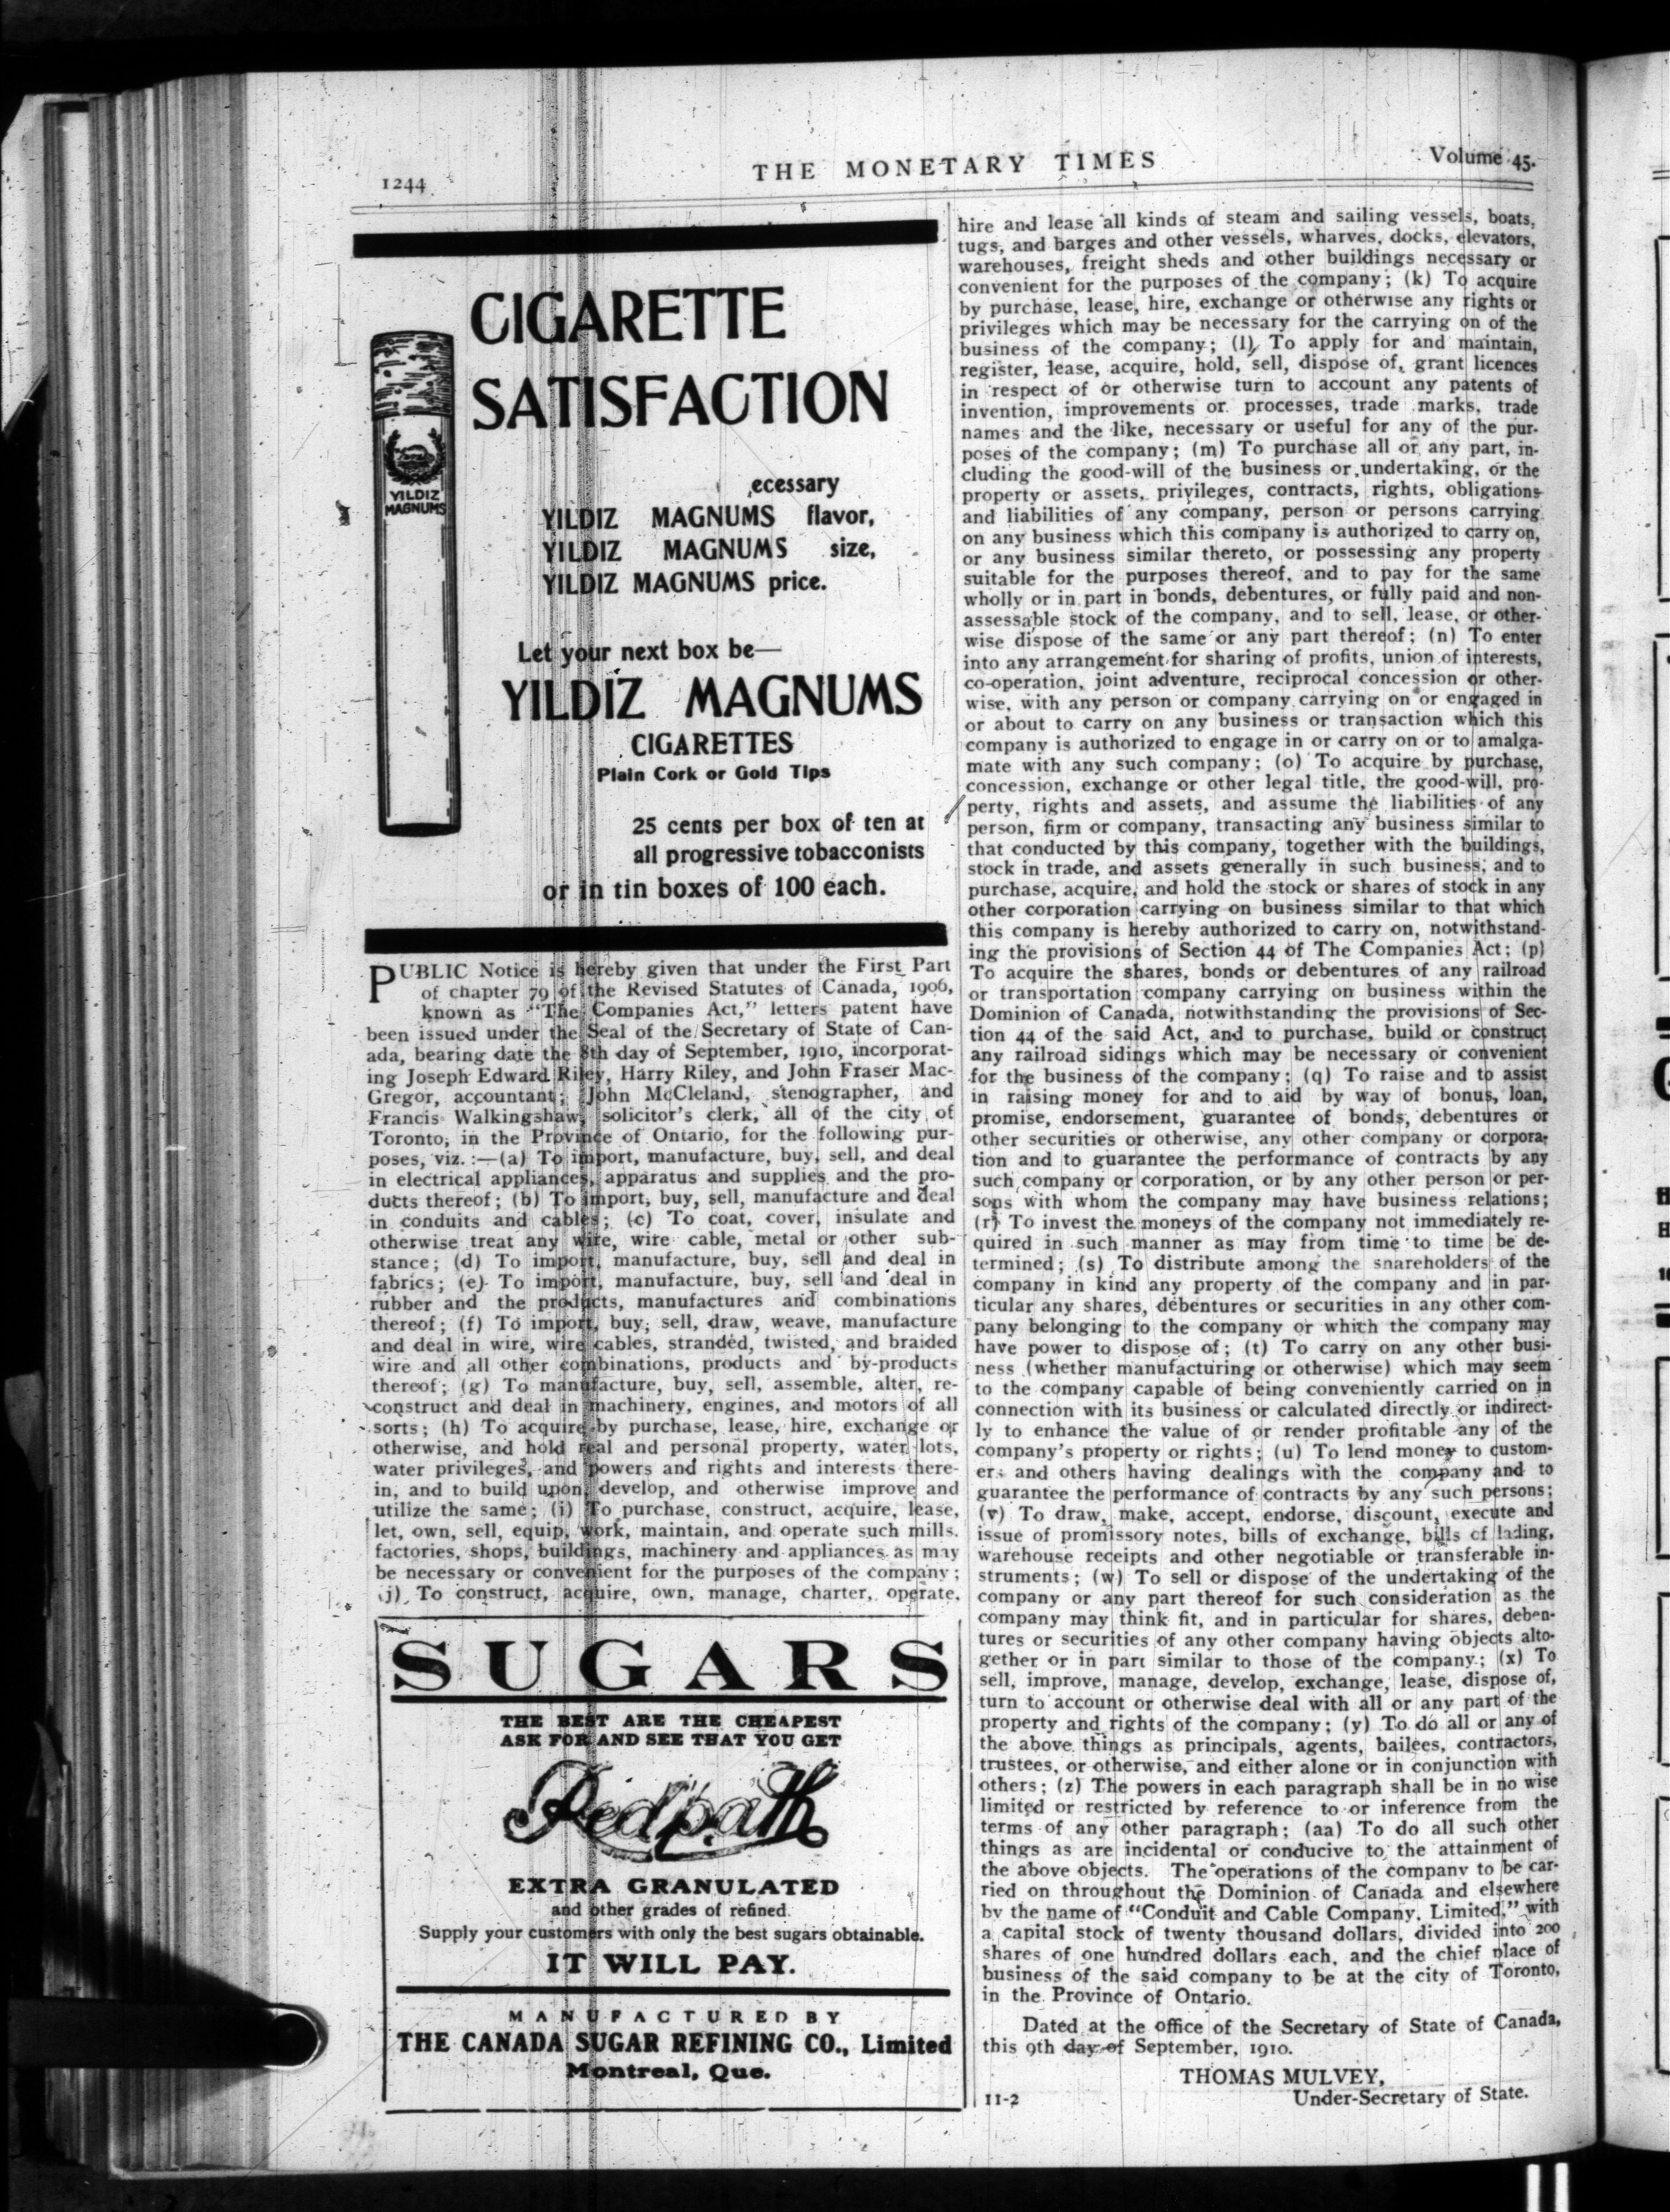 1244
THE MONETARY TIMES
Volume 45.
CIGARETTE
SATISFACTION
YILDIZ
MAGNUMS
ecessary
YILDIZ MAGNUMS flavor,
YILDIZ MAGNUMS size,
YILDIZ MAGNUMS price.
Let your next box be—
YILDIZ MAGNUMS
CIGARETTES
Plain Cork or Gold Tips
25 cents per box of ten at
all progressive tobacconists
or in tin boxes of 100 each.
PUBLIC Notice is hereby given that under the First Part
of chapter 79 of the Revised Statutes of Canada, 1906,
known as "The Companies Act," letters patent have
been issued under the Seal of the Secretary of State of Can-
ada, bearing date the 8th day of September, 1910, incorporat-
ing Joseph Edward Riley, Harry Riley, and John Fraser Mac-
Gregor, accountant; John McCleland, stenographer, and
Francis Walkingshaw, solicitor's clerk, all of the city of
Toronto, in the Province of Ontario, for the following pur-
poses, viz.:—(a) To import, manufacture, buy, sell, and deal
in electrical appliances, apparatus and supplies and the pro-
ducts thereof; (b) To import, buy, sell, manufacture and deal
in conduits and cables; (c) To coat, cover, insulate and
otherwise treat any wire, wire cable, metal or other sub-
stance; (d) To import, manufacture, buy, sell and deal in
fabrics; (e) To import, manufacture, buy, sell and deal in
rubber and the products, manufactures and combinations
thereof; (f) To import, buy, sell, draw, weave, manufacture
and deal in wire, wire cables, stranded, twisted, and braided
wire and all other combinations, products and by-products
thereof; (g) To manufacture, buy, sell, assemble, alter, re-
construct and deal in machinery, engines, and motors of all
sorts; (h) To acquire by purchase, lease, hire, exchange or
otherwise, and hold real and personal property, water lots,
water privileges, and powers and rights and interests there-
in, and to build upon, develop, and otherwise improve and
utilize the same; (i) To purchase, construct, acquire, lease,
let, own, sell, equip, work, maintain, and operate such mills,
factories, shops, buildings, machinery and appliances as may
be necessary or convenient for the purposes of the company;
(j) To construct, acquire, own, manage, charter, operate,
SUGARS
THE BEST ARE THE CHEAPEST
ASK FOR AND SEE THAT YOU GET
Redpath
EXTRA GRANULATED
and other grades of refined.
Supply your customers with only the best sugars obtainable.
IT WILL PAY.
MANUFACTURED BY
THE CANADA SUGAR REFINING CO., Limited
Montreal, Que.
hire and lease all kinds of steam and sailing vessels, boats,
tugs, and barges and other vessels, wharves, docks, elevators,
warehouses, freight sheds and other buildings necessary or
convenient for the purposes of the company; (k) To acquire
by purchase, lease, hire, exchange or otherwise any rights or
privileges which may be necessary for the carrying on of the
business of the company; (l) To apply for and maintain,
register, lease, acquire, hold, sell, dispose of, grant licences
in respect of or otherwise turn to account any patents of
invention, improvements or processes, trade marks, trade
names and the like, necessary or useful for any of the pur-
poses of the company; (m) To purchase all or any part, in-
cluding the good-will of the business or undertaking, or the
property or assets, privileges, contracts, rights, obligations
and liabilities of any company, person or persons carrying
on any business which this company is authorized to carry on,
or any business similar thereto, or possessing any property
suitable for the purposes thereof, and to pay for the same
wholly or in part in bonds, debentures, or fully paid and non-
assessable stock of the company, and to sell, lease, or other-
wise dispose of the same or any part thereof; (n) To enter
into any arrangement for sharing of profits, union of interests,
co-operation, joint adventure, reciprocal concession or other-
wise, with any person or company carrying on or engaged in
or about to carry on any business or transaction which this
company is authorized to engage in or carry on or to amalga-
mate with any such company; (o) To acquire by purchase,
concession, exchange or other legal title, the good-will, pro-
perty, rights and assets, and assume the liabilities of any
person, firm or company, transacting any business similar to
that conducted by this company, together with the buildings,
stock in trade, and assets generally in such business, and to
purchase, acquire, and hold the stock or shares of stock in any
other corporation carrying on business similar to that which
this company is hereby authorized to carry on, notwithstand-
ing the provisions of Section 44 of The Companies Act; (p)
To acquire the shares, bonds or debentures of any railroad
or transportation company carrying on business within the
Dominion of Canada, notwithstanding the provisions of Sec-
tion 44 of the said Act, and to purchase, build or construct
any railroad sidings which may be necessary or convenient
for the business of the company; (q) To raise and to assist
in raising money for and to aid by way of bonus, loan,
promise, endorsement, guarantee of bonds, debentures or
other securities or otherwise, any other company or corpora-
tion and to guarantee the performance of contracts by any
such company or corporation, or by any other person or per-
sons with whom the company may have business relations;
(r) To invest the moneys of the company not immediately re-
quired in such manner as may from time to time be de-
termined; (s) To distribute among the shareholders of the
company in kind any property of the company and in par-
ticular any shares, debentures or securities in any other com-
pany belonging to the company or which the company may
have power to dispose of; (t) To carry on any other busi-
ness (whether manufacturing or otherwise) which may seem
to the company capable of being conveniently carried on in
connection with its business or calculated directly or indirect-
ly to enhance the value of or render profitable any of the
company's property or rights; (u) To lend money to custom-
ers and others having dealings with the company and to
guarantee the performance of contracts by any such persons;
(v) To draw, make, accept, endorse, discount, execute and
issue of promissory notes, bills of exchange, bills of lading,
warehouse receipts and other negotiable or transferable in-
struments; (w) To sell or dispose of the undertaking of the
company or any part thereof for such consideration as the
company may think fit, and in particular for shares, deben-
tures or securities of any other company having objects alto-
gether or in part similar to those of the company; (x) To
sell, improve, manage, develop, exchange, lease, dispose of,
turn to account or otherwise deal with all or any part of the
property and rights of the company; (y) To do all or any of
the above things as principals, agents, bailees, contractors,
trustees, or otherwise, and either alone or in conjunction with
others; (z) The powers in each paragraph shall be in no wise
limited or restricted by reference to or inference from the
terms of any other paragraph; (aa) To do all such other
things as are incidental or conducive to the attainment of
the above objects. The operations of the company to be car-
ried on throughout the Dominion of Canada and elsewhere
by the name of "Conduit and Cable Company, Limited," with
a capital stock of twenty thousand dollars, divided into 200
shares of one hundred dollars each, and the chief place of
business of the said company to be at the city of Toronto,
in the Province of Ontario.
Dated at the office of the Secretary of State of Canada,
this 9th day of September, 1910.
THOMAS MULVEY,
11-2 Under-Secretary of State.